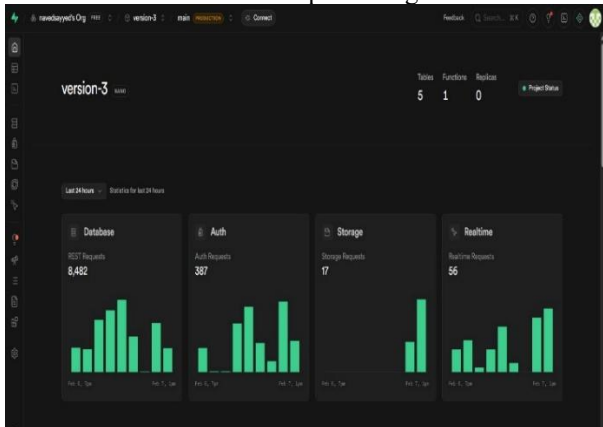 navedsayyed's Org FREE version-3 main PRODUCTION Connect Feedback Search...
version-3 NANO
Tables Functions Replicas
5 1 0
Project Status
Last 24 hours Statistics for last 24 hours
Database
REST Requests
8,482
Auth
Auth Requests
387
Storage
Storage Requests
17
Realtime
Realtime Requests
56